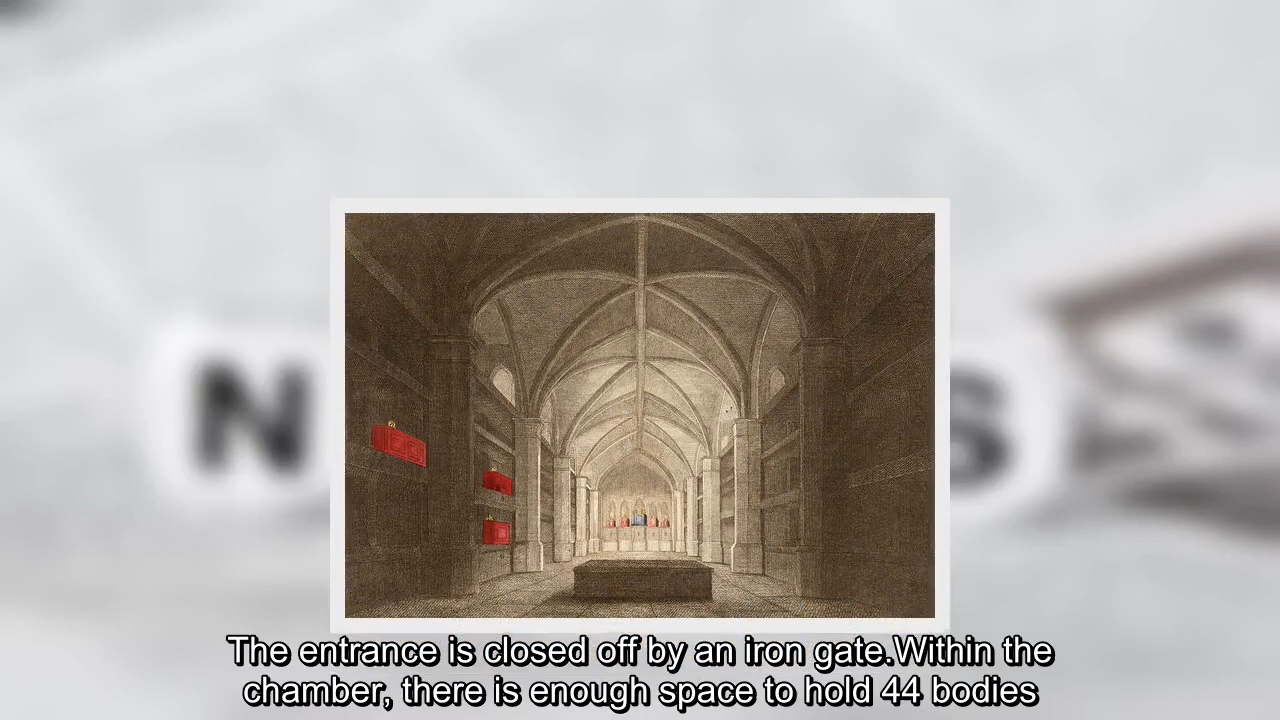 N S
The entrance is closed off by an iron gate.Within the
chamber, there is enough space to hold 44 bodies